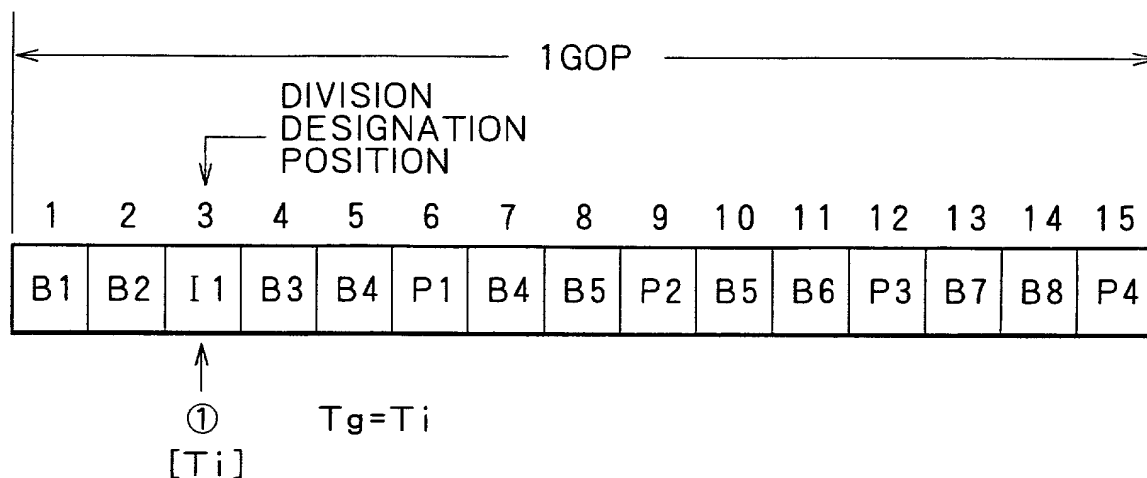 1GOP
DIVISION
DESIGNATION
POSITION
1 2 3 4 5 6 7 8 9 10 11 12 13 14 15
B1 B2 I1 B3 B4 P1 B4 B5 P2 B5 B6 P3 B7 B8 P4
① Tg=Ti
[Ti]